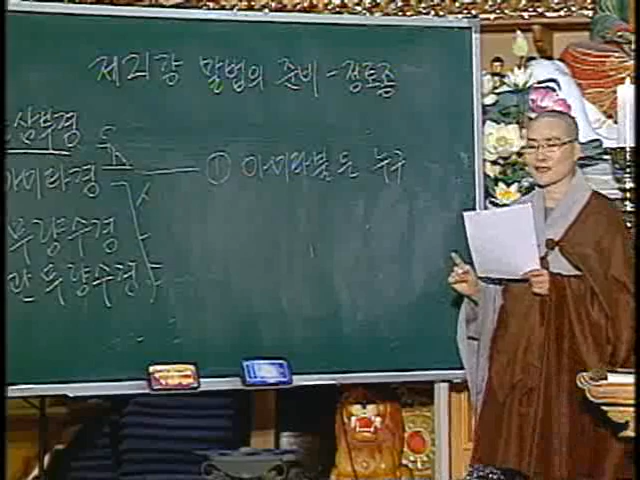 제21강 말법의 준비 - 정토종
삼부경
아미타경 ① 아미타불은 누구
무량수경
관무량수경